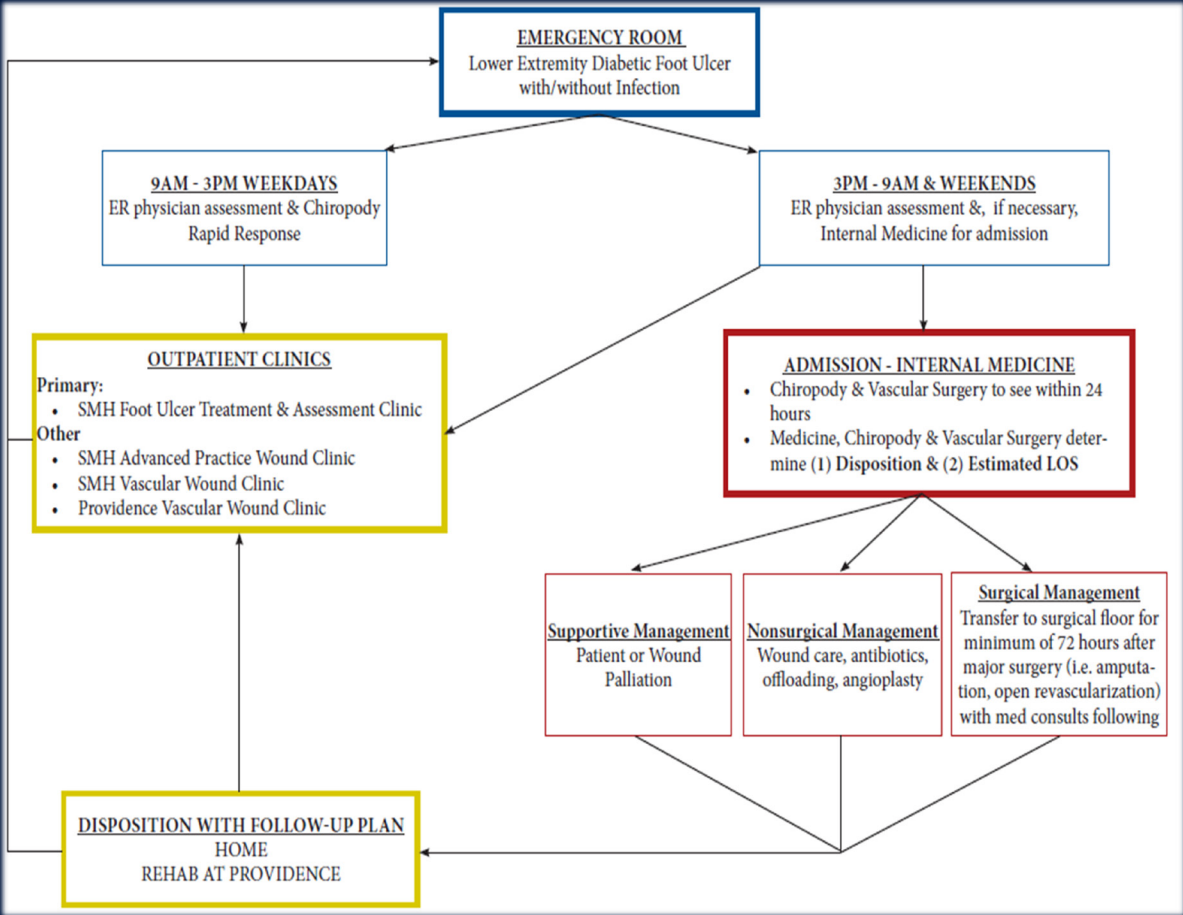 EMERGENCY ROOM
Lower Extremity Diabetic Foot Ulcer
with/without Infection
9AM - 3PM WEEKDAYS
ER physician assessment & Chiropody
Rapid Response
3PM - 9AM & WEEKENDS
ER physician assessment &, if necessary,
Internal Medicine for admission
OUTPATIENT CLINICS
Primary:
• SMH Foot Ulcer Treatment & Assessment Clinic
Other
• SMH Advanced Practice Wound Clinic
• SMH Vascular Wound Clinic
• Providence Vascular Wound Clinic
ADMISSION - INTERNAL MEDICINE
• Chiropody & Vascular Surgery to see within 24
hours
• Medicine, Chiropody & Vascular Surgery deter-
mine (1) Disposition & (2) Estimated LOS
Supportive Management
Patient or Wound
Palliation
Nonsurgical Management
Wound care, antibiotics,
offloading, angioplasty
Surgical Management
Transfer to surgical floor for
minimum of 72 hours after
major surgery (i.e. amputa-
tion, open revascularization)
with med consults following
DISPOSITION WITH FOLLOW-UP PLAN
HOME
REHAB AT PROVIDENCE